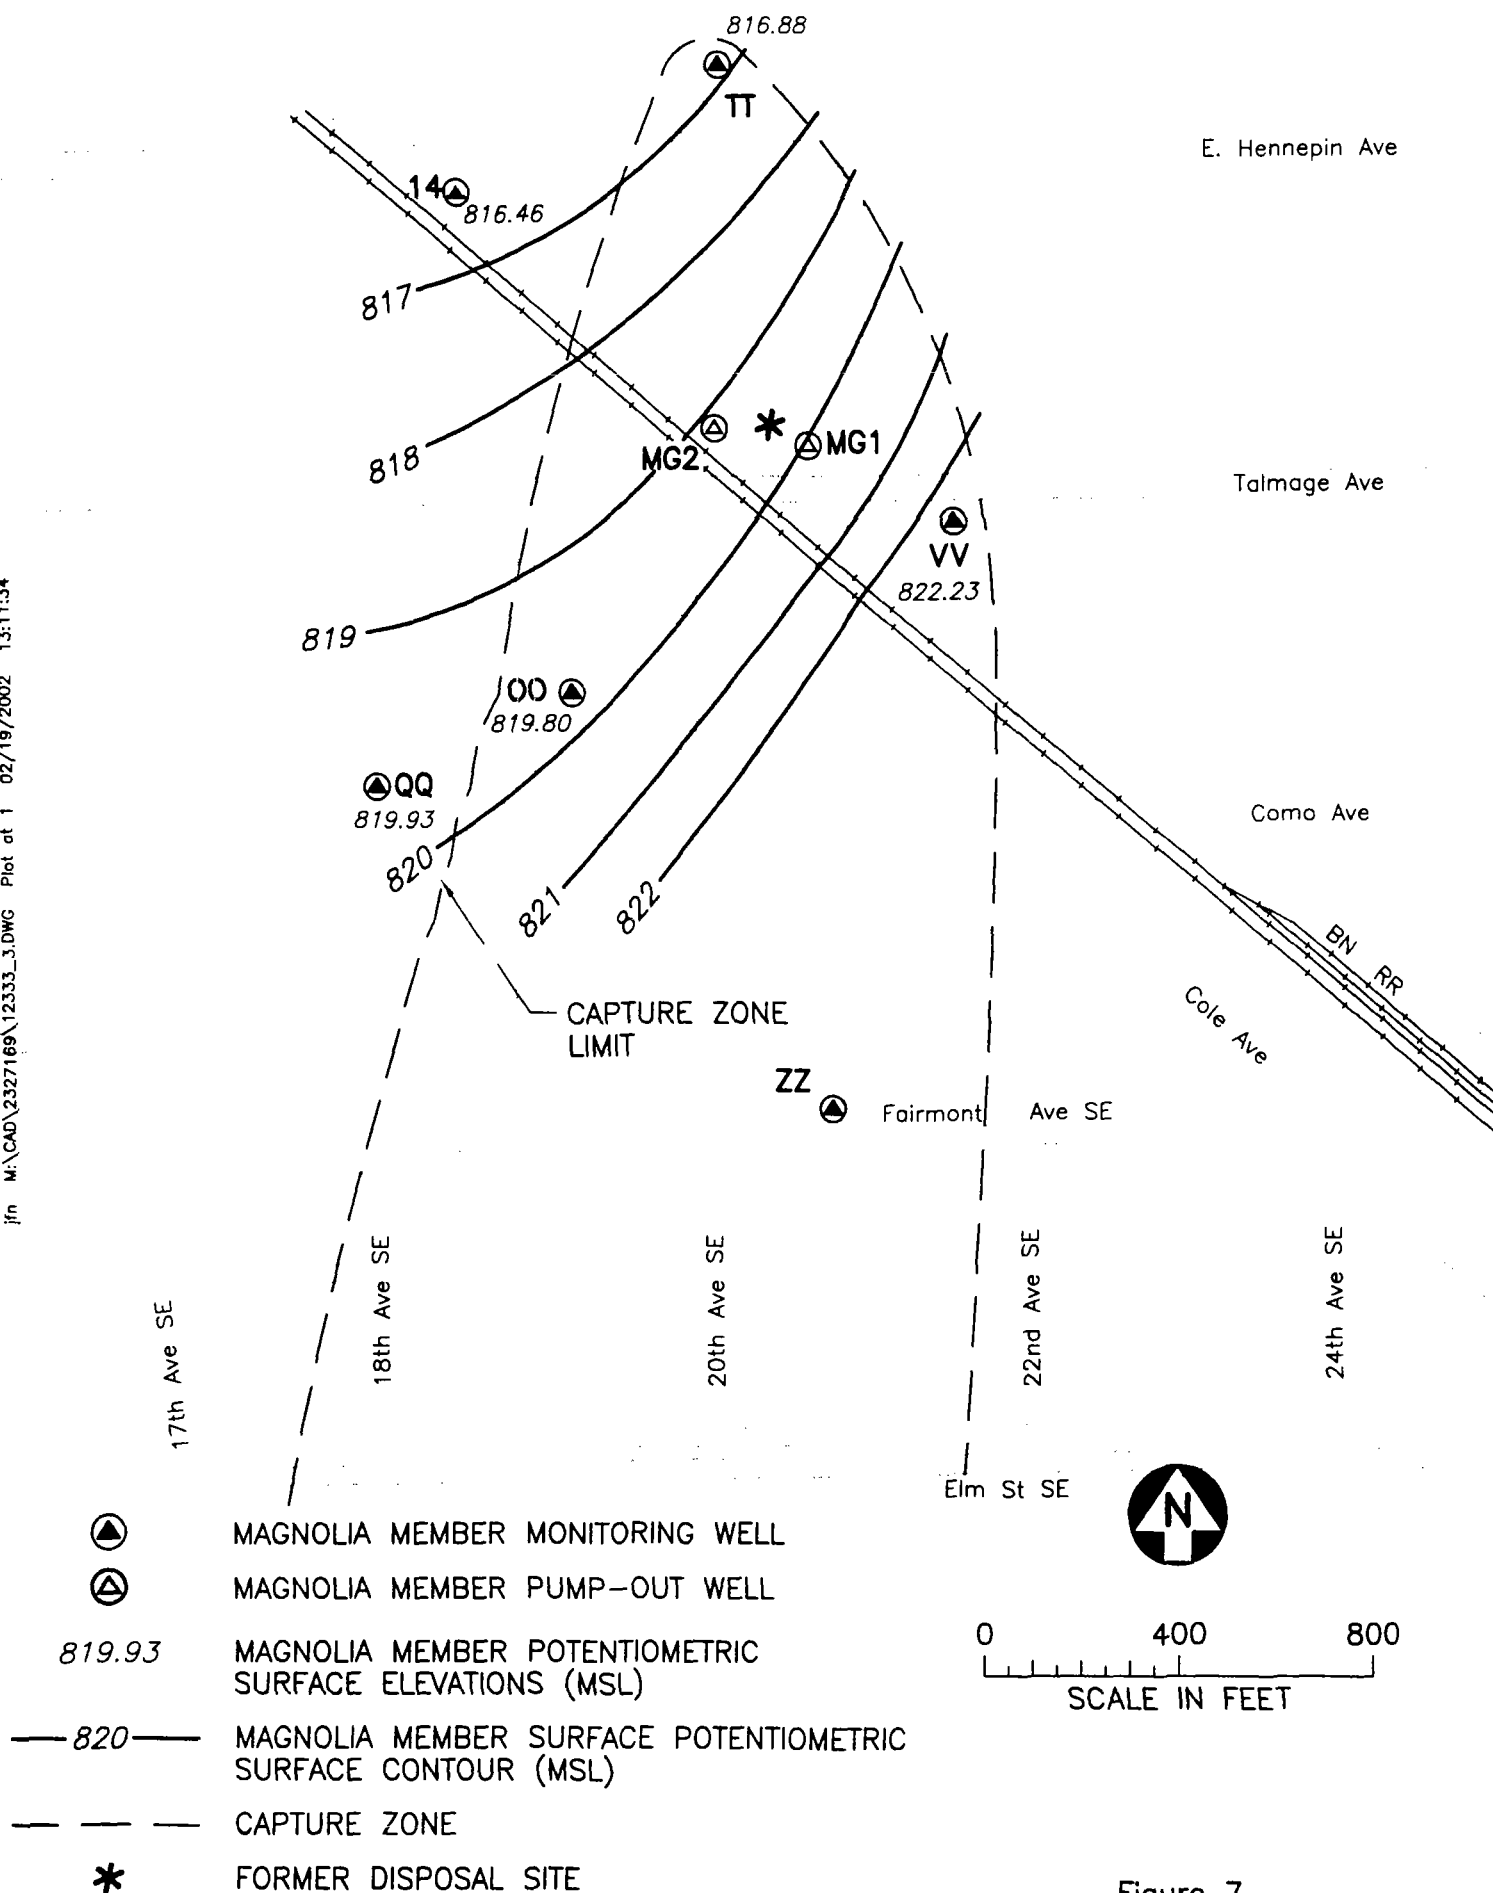 816.88
TT
E. Hennepin Ave
14
816.46
817
818
MG2
MG1
Talmage Ave
VV
822.23
819
OO
819.80
QQ
819.93
820
821
822
Como Ave
BN RR
Cole Ave
CAPTURE ZONE
LIMIT
ZZ
Fairmont Ave SE
17th Ave SE
18th Ave SE
20th Ave SE
22nd Ave SE
24th Ave SE
Elm St SE
N
jfn M:\CAD\2327169\12333_3.DWG Plot at 1 02/19/2002 13:11:34
MAGNOLIA MEMBER MONITORING WELL
MAGNOLIA MEMBER PUMP-OUT WELL
819.93 MAGNOLIA MEMBER POTENTIOMETRIC
SURFACE ELEVATIONS (MSL)
820 MAGNOLIA MEMBER SURFACE POTENTIOMETRIC
SURFACE CONTOUR (MSL)
CAPTURE ZONE
FORMER DISPOSAL SITE
0 400 800
SCALE IN FEET
Figure 7